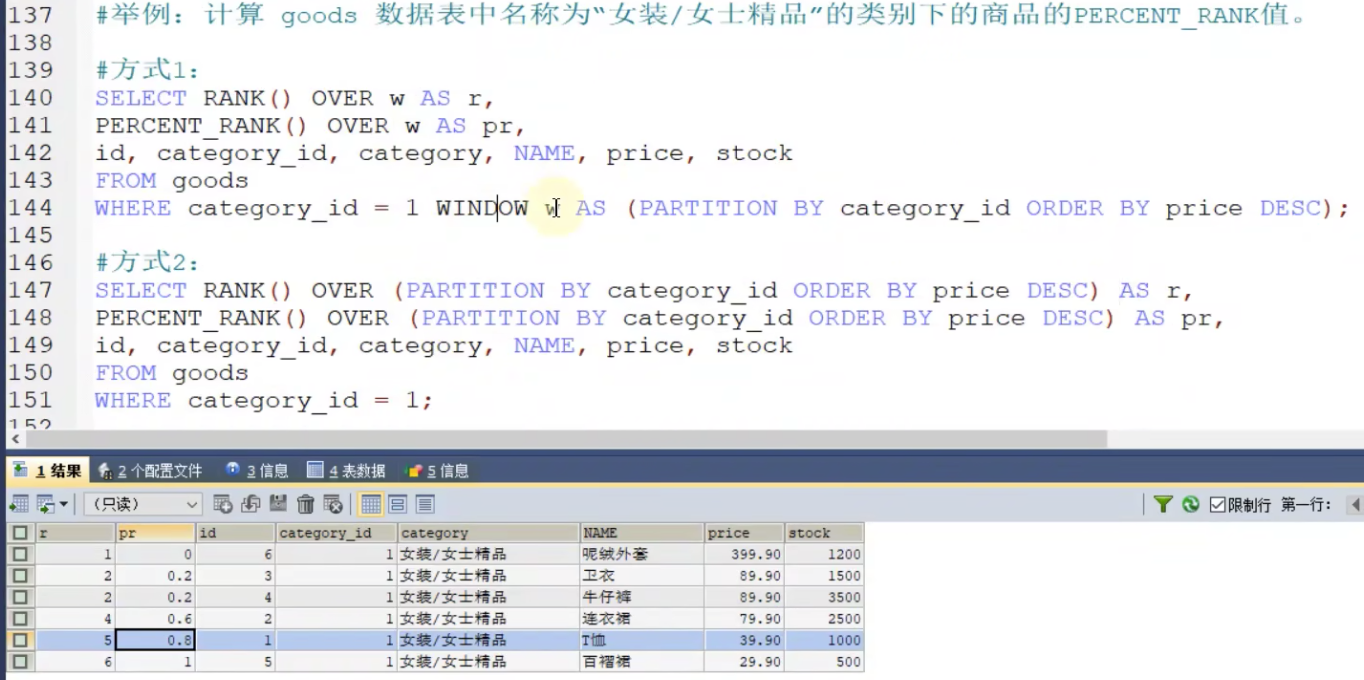 137 #举例：计算 goods 数据表中名称为“女装/女士精品”的类别下的商品的PERCENT_RANK值。
138
139 #方式1：
140 SELECT RANK() OVER w AS r,
141 PERCENT_RANK() OVER w AS pr,
142 id, category_id, category, NAME, price, stock
143 FROM goods
144 WHERE category_id = 1 WINDOW w AS (PARTITION BY category_id ORDER BY price DESC);
145
146 #方式2：
147 SELECT RANK() OVER (PARTITION BY category_id ORDER BY price DESC) AS r,
148 PERCENT_RANK() OVER (PARTITION BY category_id ORDER BY price DESC) AS pr,
149 id, category_id, category, NAME, price, stock
150 FROM goods
151 WHERE category_id = 1;
152
1 结果 2 个配置文件 3 信息 4 表数据 5 信息
（只读） 限制行 第一行：
r pr id category_id category NAME price stock
1 0 6 1 女装/女士精品 呢绒外套 399.90 1200
2 0.2 3 1 女装/女士精品 卫衣 89.90 1500
2 0.2 4 1 女装/女士精品 牛仔裤 89.90 3500
4 0.6 2 1 女装/女士精品 连衣裙 79.90 2500
5 0.8 1 1 女装/女士精品 T恤 39.90 1000
6 1 5 1 女装/女士精品 百褶裙 29.90 500